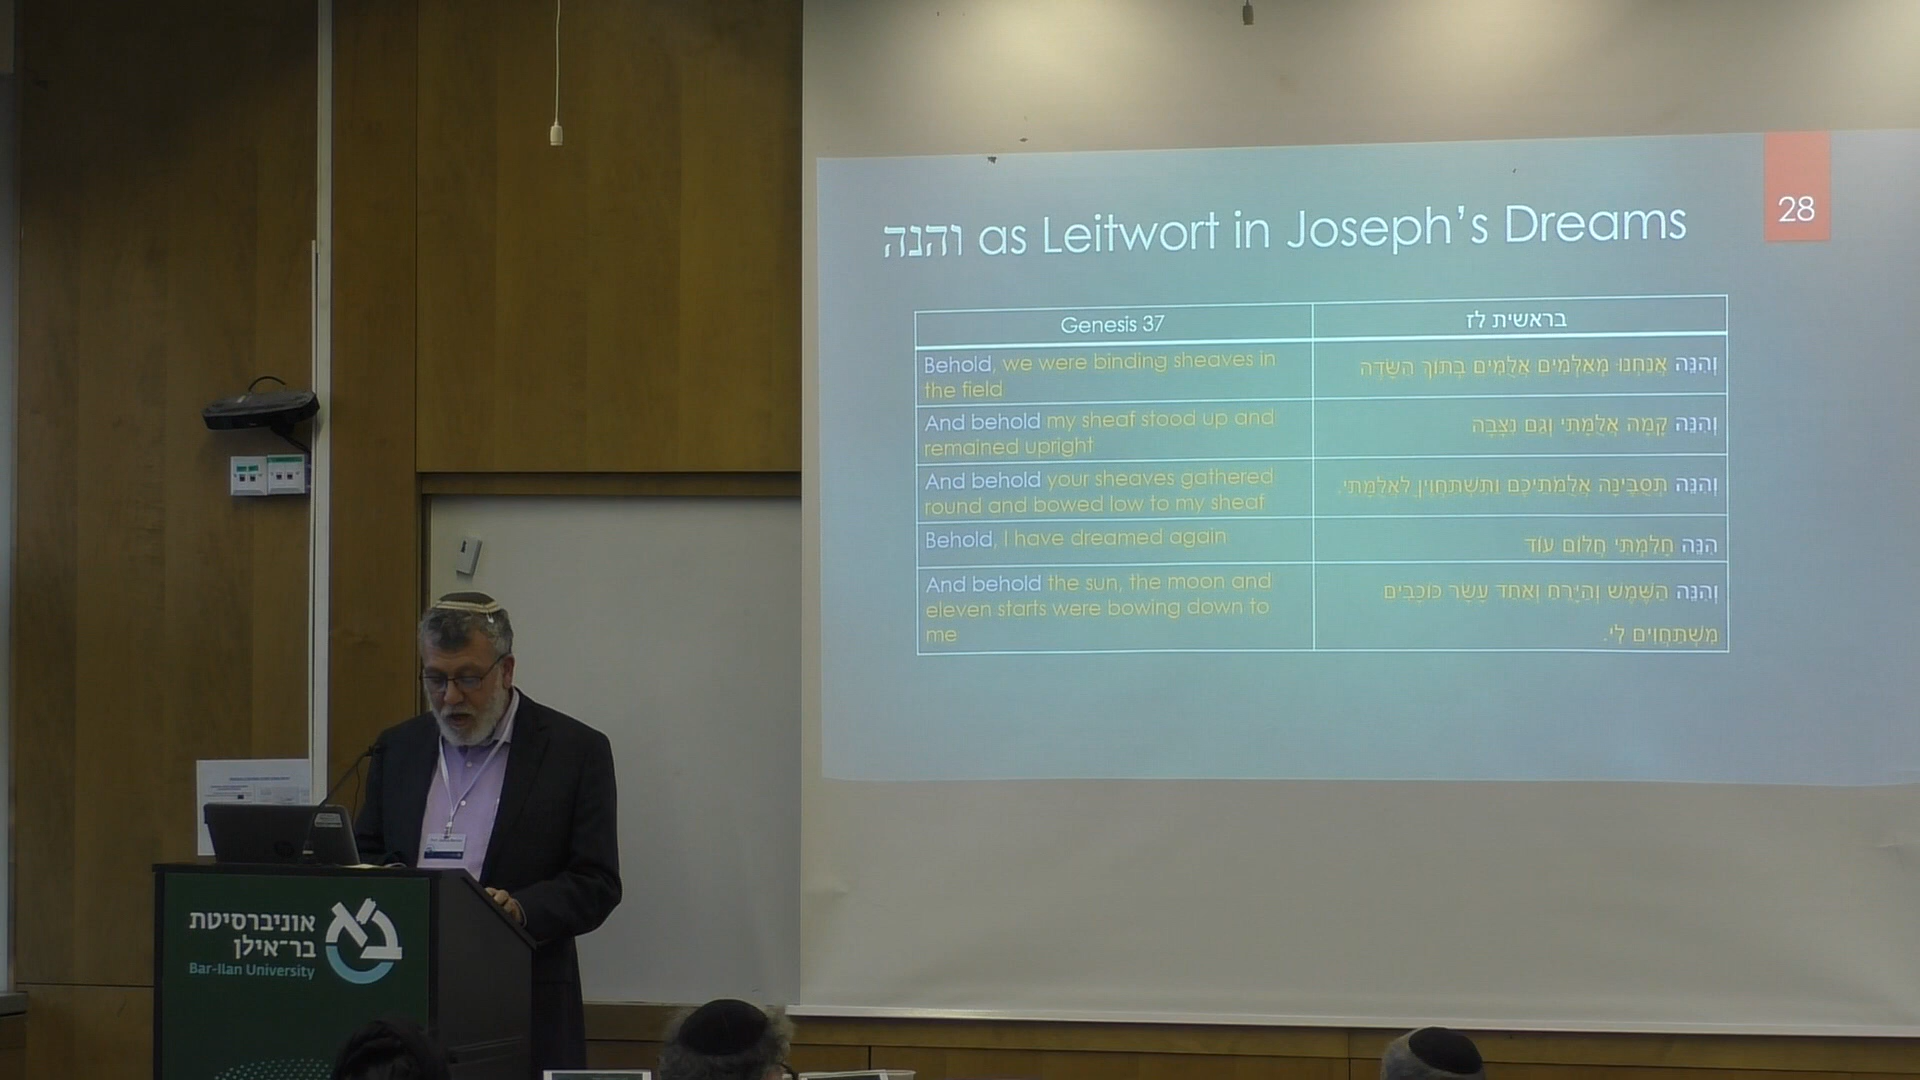 והנה as Leitwort in Joseph's Dreams
28
Genesis 37
בראשית לז
Behold, we were binding sheaves in
the field
וְהִנֵּה אֲנַחְנוּ מְאַלְּמִים אֲלֻמִּים בְּתוֹךְ הַשָּׂדֶה
And behold my sheaf stood up and
remained upright
וְהִנֵּה קָמָה אֲלֻמָּתִי וְגַם נִצָּבָה
And behold your sheaves gathered
round and bowed low to my sheaf
וְהִנֵּה תְסֻבֶּינָה אֲלֻמֹּתֵיכֶם וַתִּשְׁתַּחֲוֶיןָ לַאֲלֻמָּתִי.
Behold, I have dreamed again
הִנֵּה חָלַמְתִּי חֲלוֹם עוֹד
And behold the sun, the moon and
eleven starts were bowing down to
me
וְהִנֵּה הַשֶּׁמֶשׁ וְהַיָּרֵחַ וְאַחַד עָשָׂר כּוֹכָבִים
מִשְׁתַּחֲוִים לִי.
אוניברסיטת
בר־אילן
Bar-Ilan University